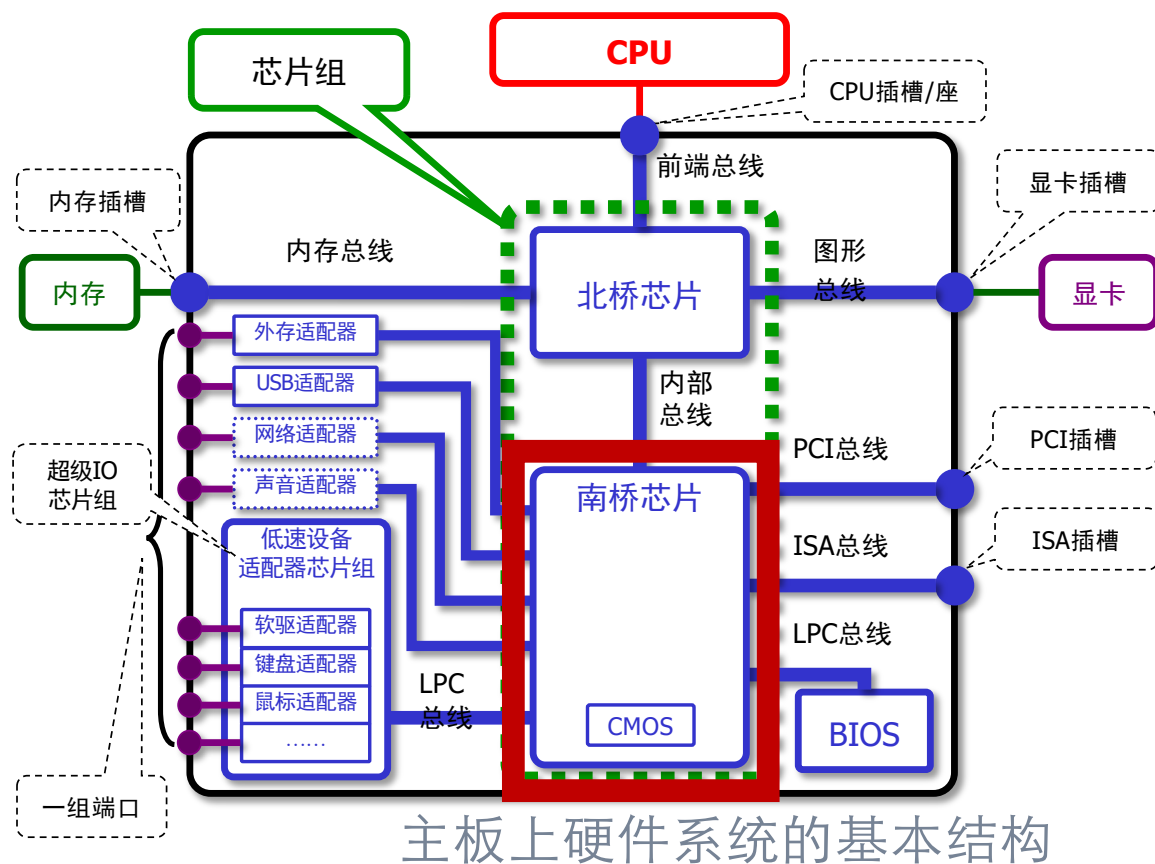 CPU
芯片组
CPU插槽/座
前端总线
内存插槽
显卡插槽
内存总线
图形
总线
内存
北桥芯片
显卡
外存适配器
USB适配器
内部
总线
网络适配器
PCI总线
PCI插槽
超级IO
芯片组
声音适配器
南桥芯片
低速设备
适配器芯片组
ISA总线
ISA插槽
软驱适配器
LPC总线
键盘适配器
LPC
总线
鼠标适配器
CMOS
BIOS
……
一组端口
主板上硬件系统的基本结构